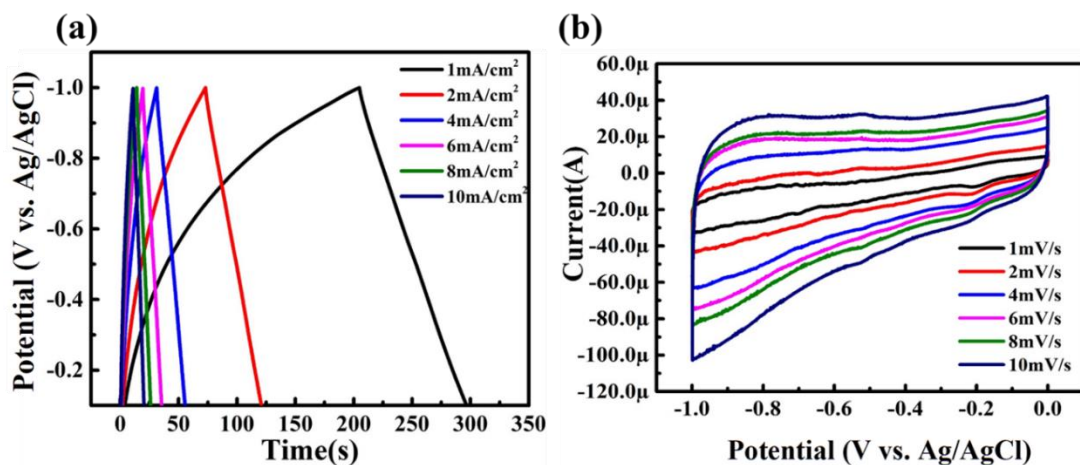 (a)
Potential (V vs. Ag/AgCl)
-1.0
-0.8
-0.6
-0.4
-0.2
0 50 100 150 200 250 300 350
Time(s)
1mA/cm²
2mA/cm²
4mA/cm²
6mA/cm²
8mA/cm²
10mA/cm²
(b)
Current(A)
60.0μ
40.0μ
20.0μ
0.0
-20.0μ
-40.0μ
-60.0μ
-80.0μ
-100.0μ
-120.0μ
-1.0 -0.8 -0.6 -0.4 -0.2 0.0
Potential (V vs. Ag/AgCl)
1mV/s
2mV/s
4mV/s
6mV/s
8mV/s
10mV/s